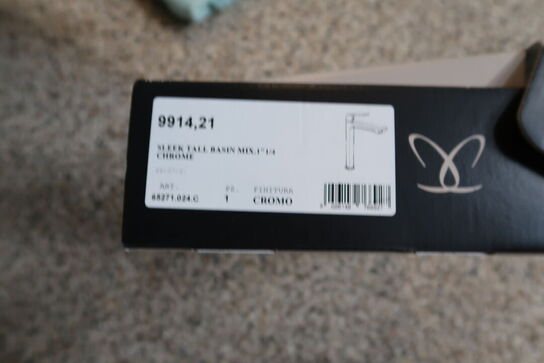 9914,21
SLEEK TALL BASIN MIX,1"1/4
CHROME
ART. PZ. FINITURA
65271.024.C 1 CROMO